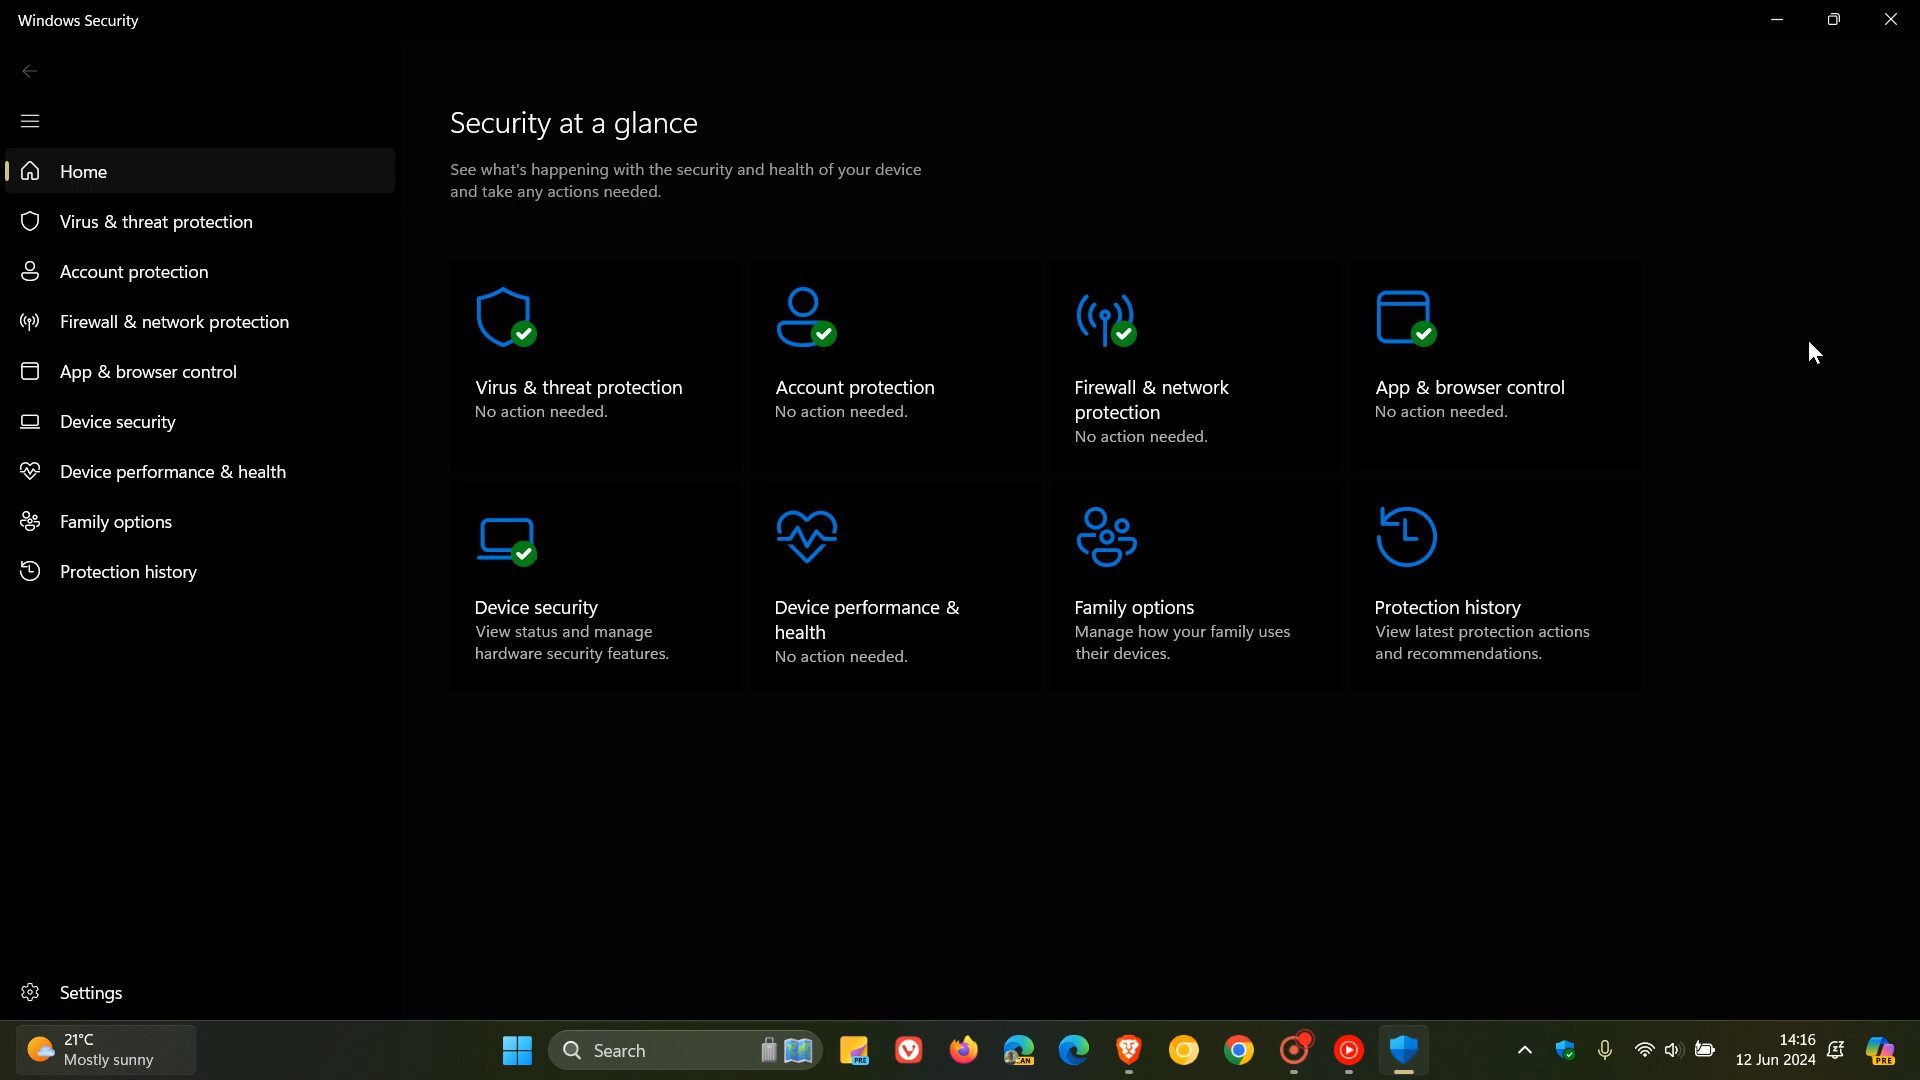 Windows Security
Home
Virus & threat protection
Account protection
Firewall & network protection
App & browser control
Device security
Device performance & health
Family options
Protection history
Settings
Security at a glance
See what's happening with the security and health of your device
and take any actions needed.
Virus & threat protection
No action needed.
Account protection
No action needed.
Firewall & network
protection
No action needed.
App & browser control
No action needed.
Device security
View status and manage
hardware security features.
Device performance &
health
No action needed.
Family options
Manage how your family uses
their devices.
Protection history
View latest protection actions
and recommendations.
21°C
Mostly sunny
Search
PRE
CAN
14:16
12 Jun 2024
PRE